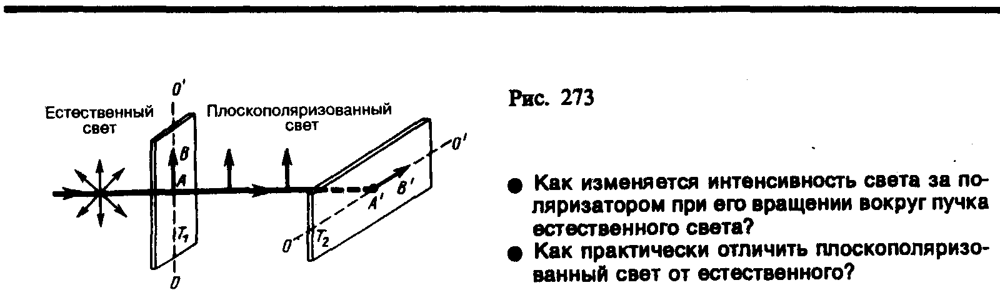 Рис. 273
O'
Естественный
свет
Плоскополяризованный
свет
B
A
T₁
O
O'
B'
A'
T₂
O
● Как изменяется интенсивность света за по-
ляризатором при его вращении вокруг пучка
естественного света?
● Как практически отличить плоскополяризо-
ванный свет от естественного?